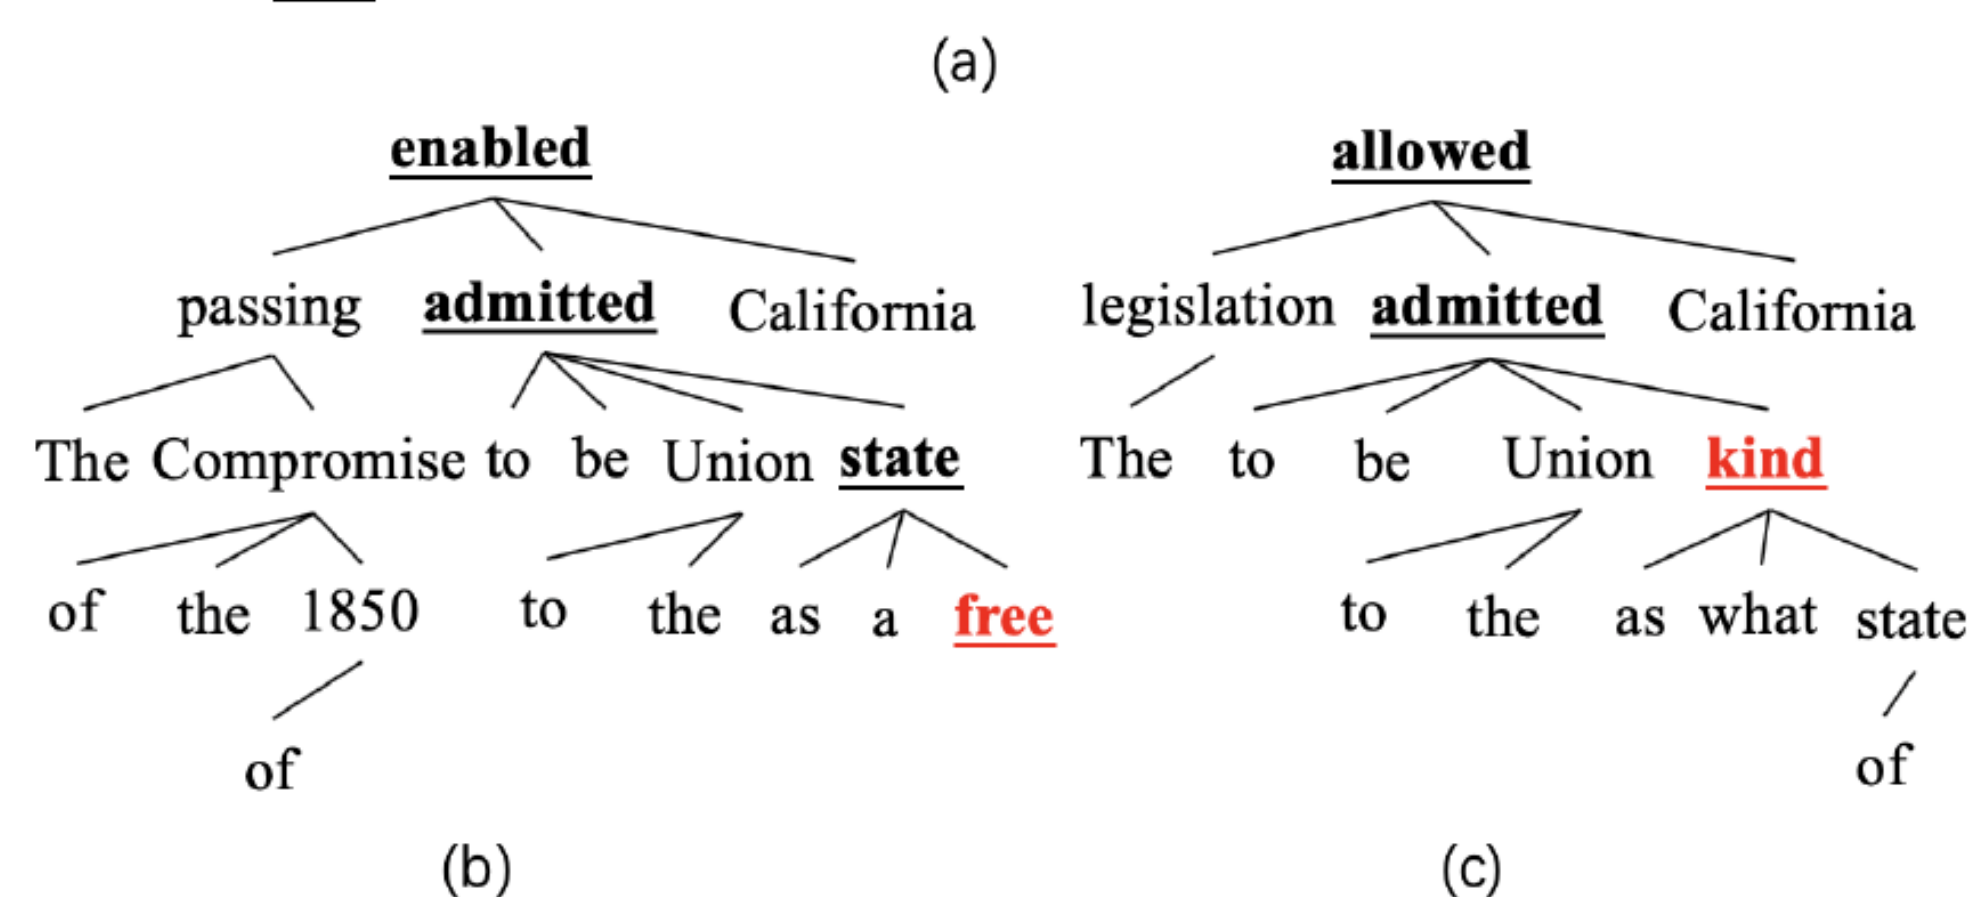 (a)
enabled allowed
passing admitted California legislation admitted California
The Compromise to be Union state The to be Union kind
of the 1850 to the as a free to the as what state
of of
(b) (c)